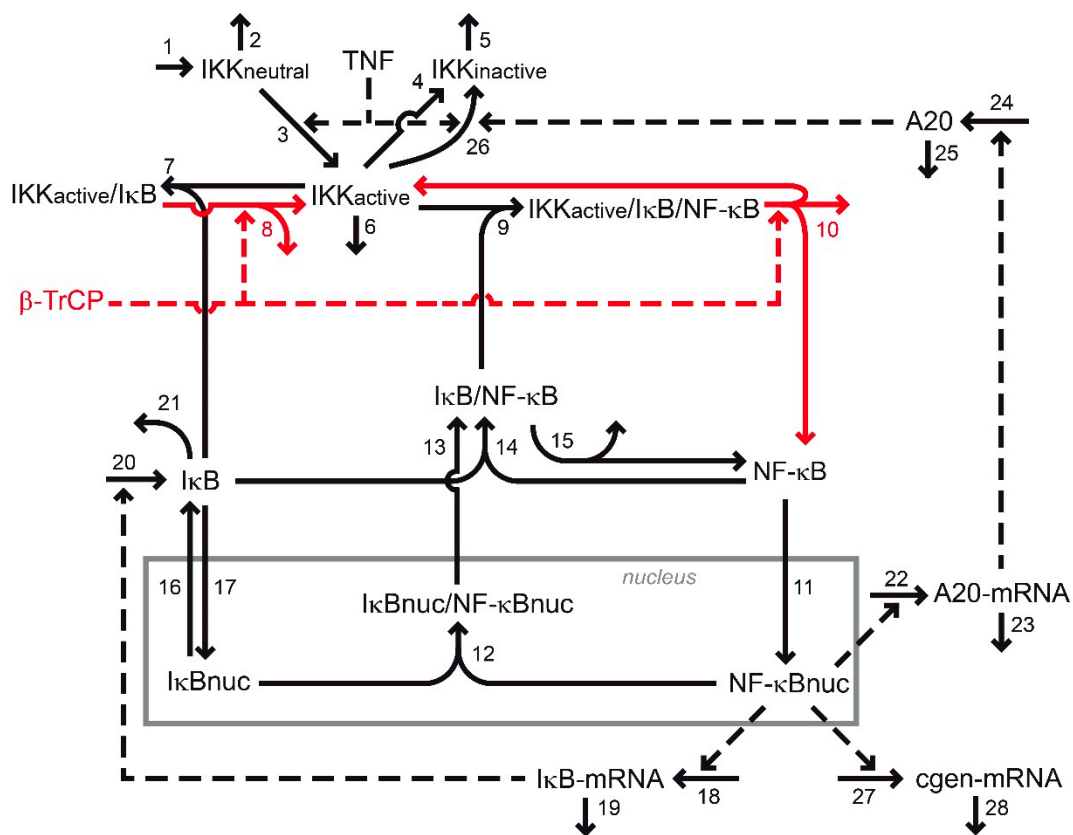 1
2
5
IKKneutral
TNF
4
IKKinactive
3
26
A20
24
25
7
IKKactive/IκB
IKKactive
8
6
9
IKKactive/IκB/NF-κB
10
β-TrCP
IκB/NF-κB
21
13
14
15
20
IκB
NF-κB
nucleus
16
17
IκBnuc/NF-κBnuc
11
22
A20-mRNA
23
12
IκBnuc
NF-κBnuc
IκB-mRNA
18
27
cgen-mRNA
19
28